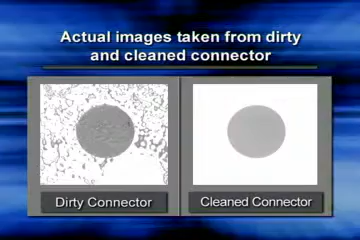 Actual images taken from dirty
and cleaned connector
Dirty Connector
Cleaned Connector